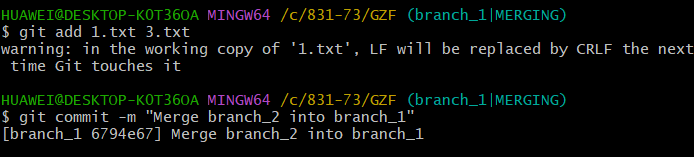 HUAWEI@DESKTOP-KOT36OA MINGW64 /c/831-73/GZF (branch_1|MERGING)
$ git add 1.txt 3.txt
warning: in the working copy of '1.txt', LF will be replaced by CRLF the next
 time Git touches it
HUAWEI@DESKTOP-KOT36OA MINGW64 /c/831-73/GZF (branch_1|MERGING)
$ git commit -m "Merge branch_2 into branch_1"
[branch_1 6794e67] Merge branch_2 into branch_1